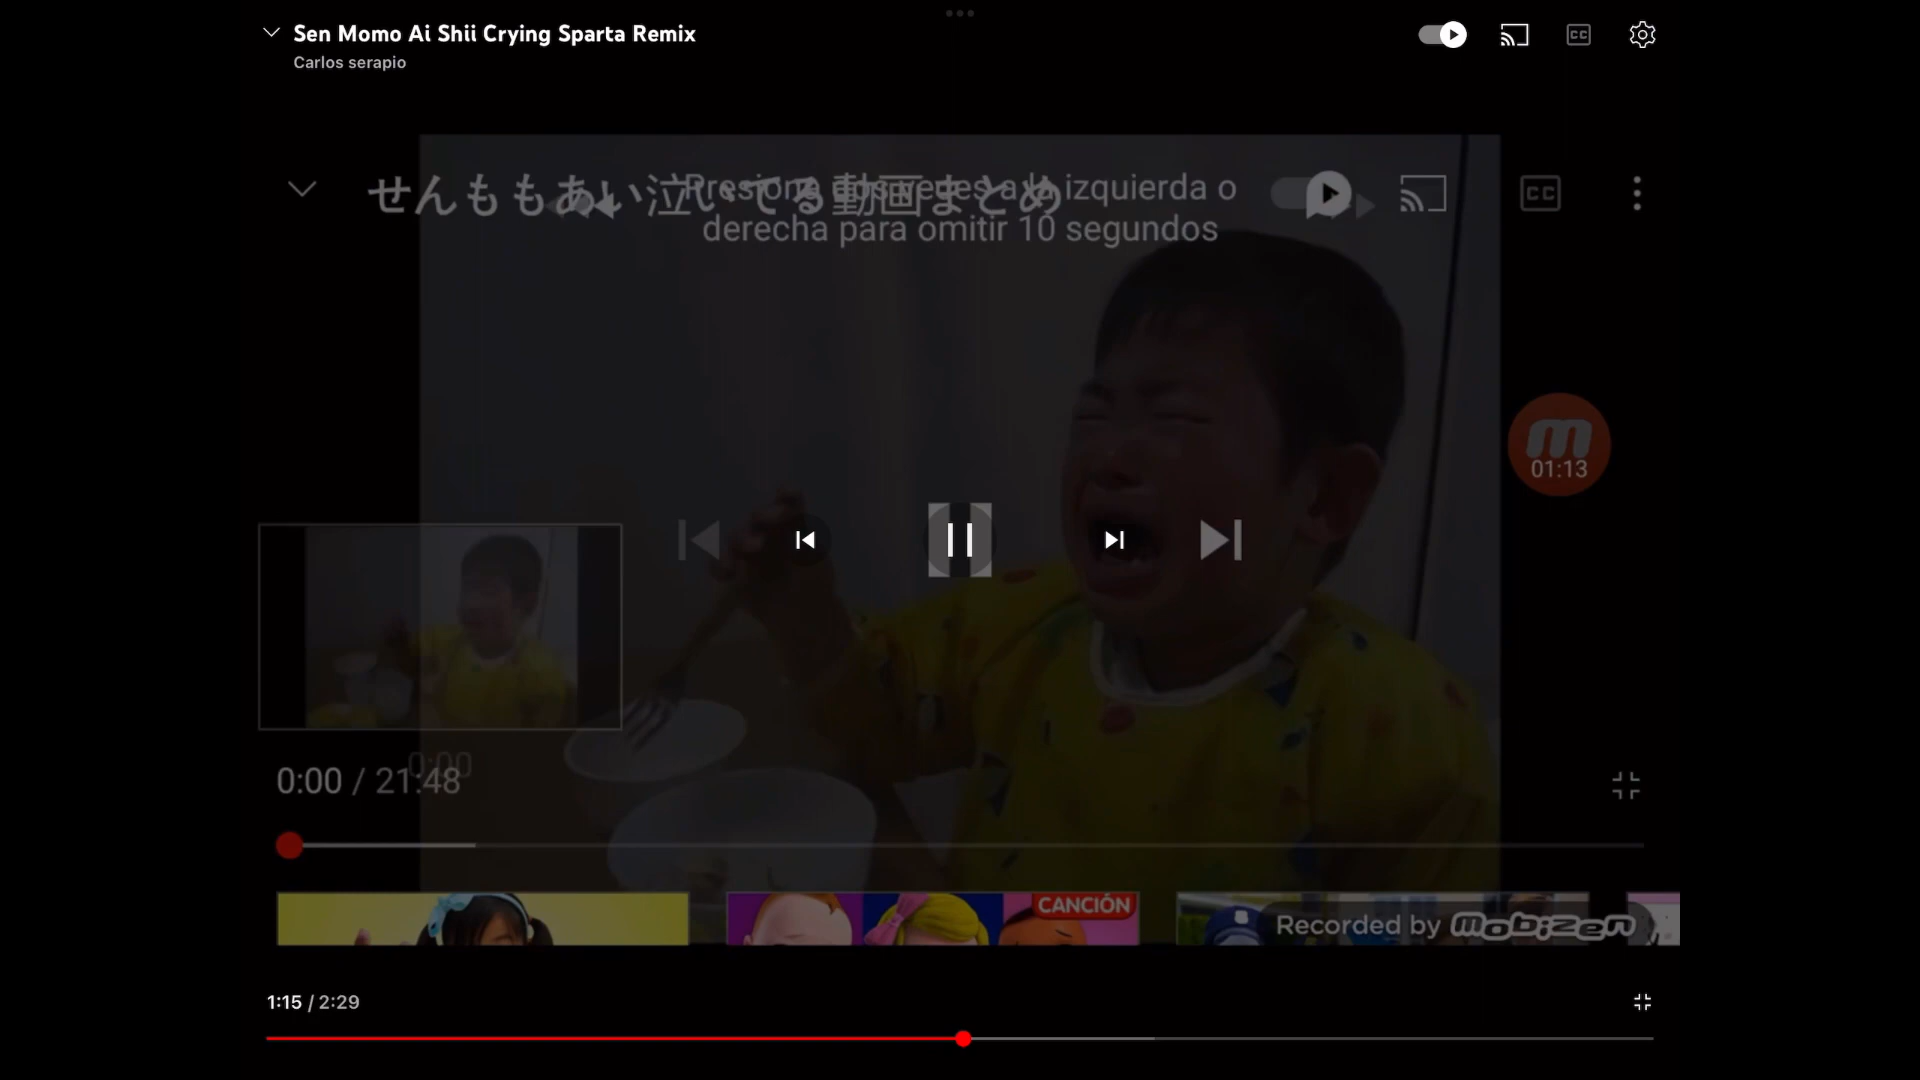 Sen Momo Ai Shii Crying Sparta Remix
Carlos serapio
CC
せんももあい泣いてる動画まとめ
Presiona dos veces a la izquierda o
derecha para omitir 10 segundos
CC
m
01:13
0:00
0:00 / 21:48
CANCIÓN
Recorded by mobizen
1:15 / 2:29